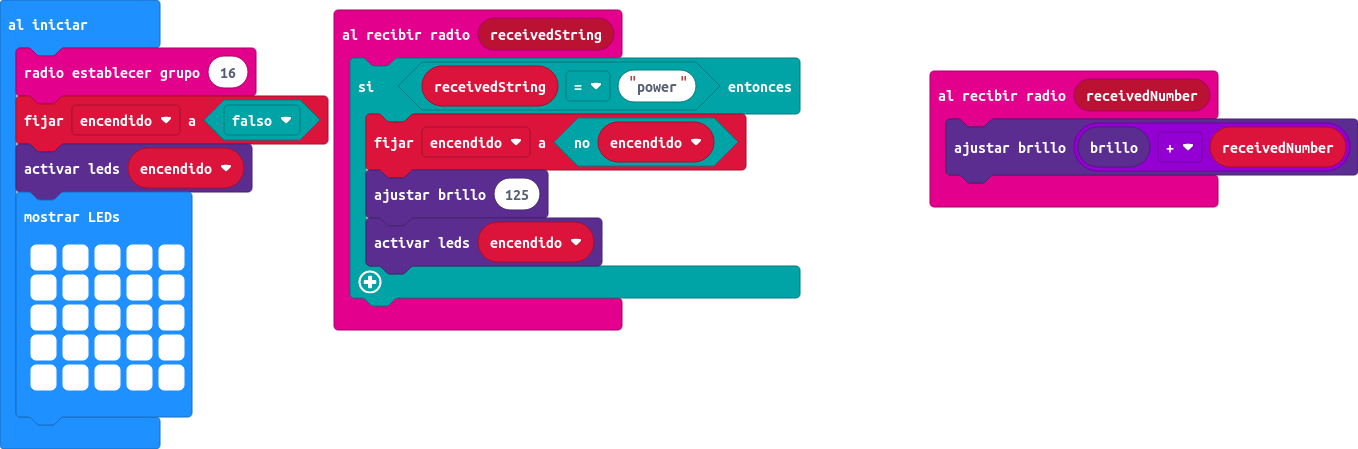 al iniciar
radio establecer grupo 16
fijar encendido a falso
activar leds encendido
mostrar LEDs
al recibir radio receivedString
si receivedString = "power" entonces
fijar encendido a no encendido
ajustar brillo 125
activar leds encendido
al recibir radio receivedNumber
ajustar brillo brillo + receivedNumber